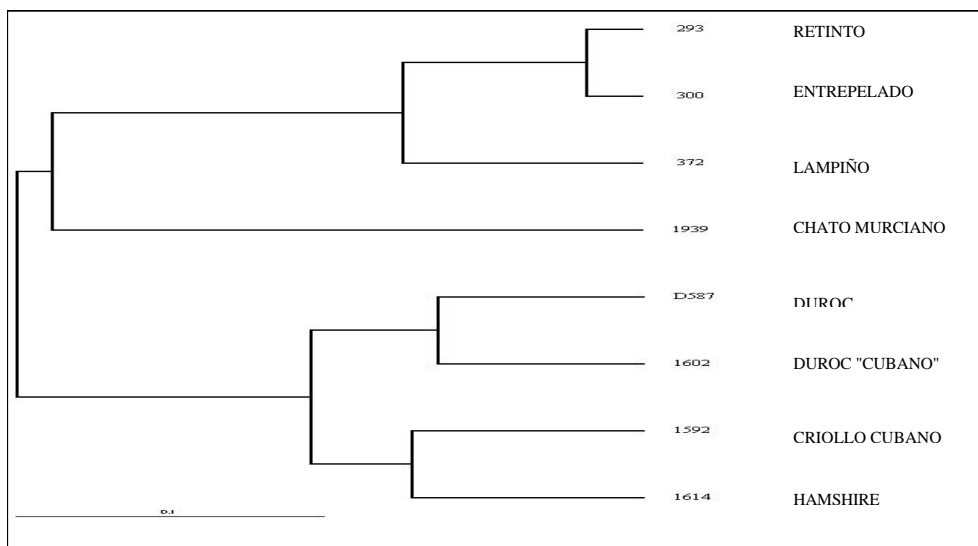 293 RETINTO
300 ENTREPELADO
372 LAMPIÑO
1939 CHATO MURCIANO
D587 DUROC
1602 DUROC "CUBANO"
1592 CRIOLLO CUBANO
1614 HAMSHIRE